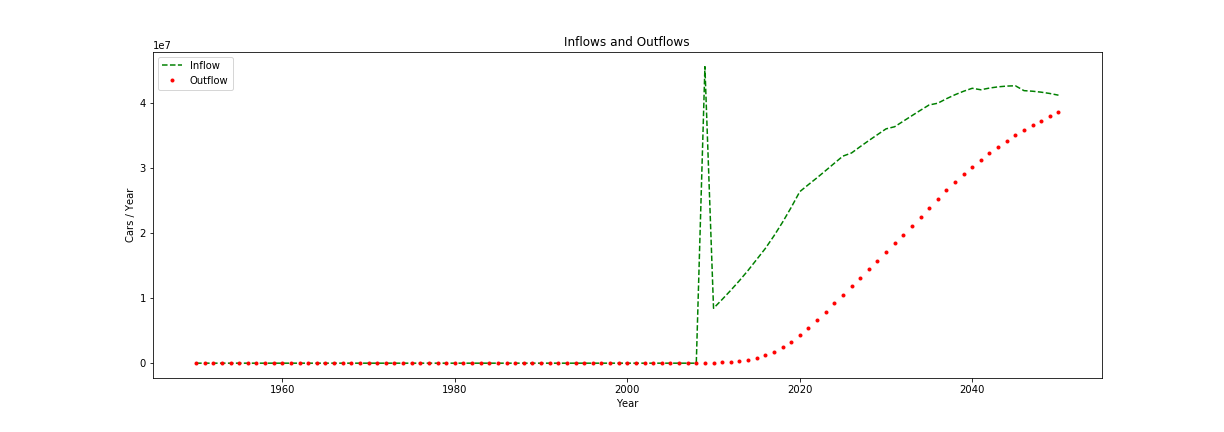 Inflows and Outflows
1e7
Inflow
Outflow
4
3
2
1
0
Cars / Year
1960 1980 2000 2020 2040
Year